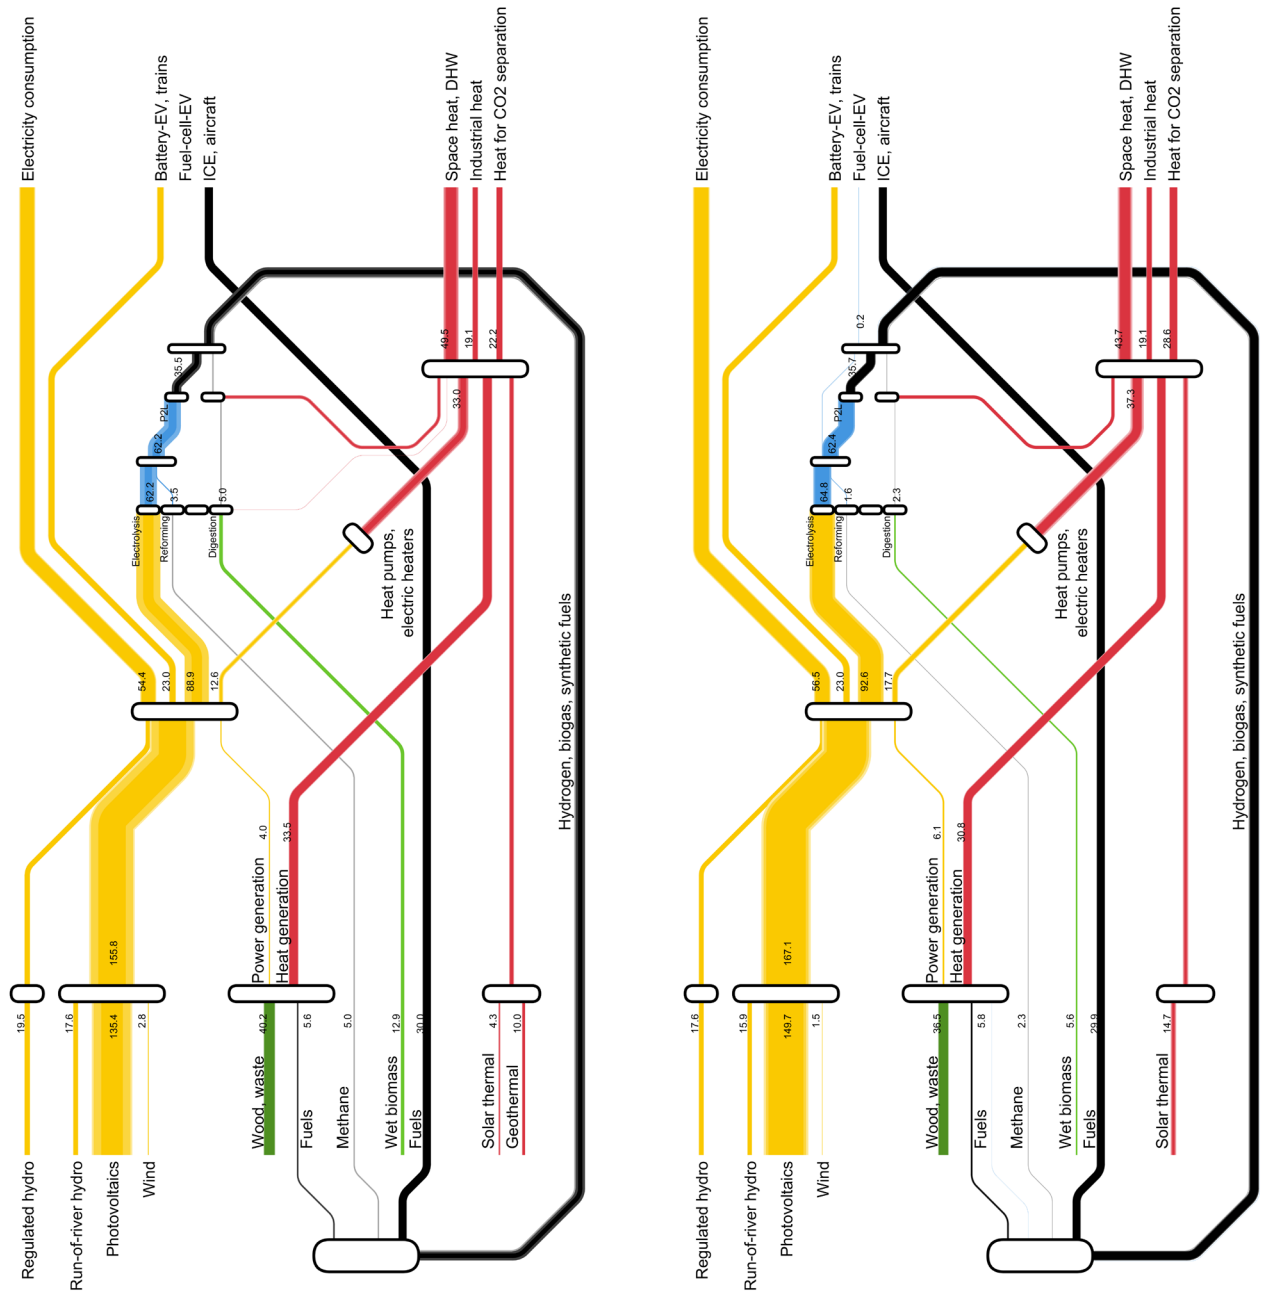 Electricity consumption
Battery-EV, trains
Fuel-cell-EV
ICE, aircraft
Space heat, DHW
Industrial heat
Heat for CO2 separation
49.5
19.1
22.2
35.5
P2L
33.0
62.2
62.2
3.5
5.0
Electrolysis
Reforming
Digestion
Heat pumps,
electric heaters
54.4
23.0
88.9
12.6
4.0
33.5
Hydrogen, biogas, synthetic fuels
155.8
Power generation
Heat generation
19.5
17.6
135.4
2.8
40.2
5.6
5.0
12.9
30.0
4.3
10.0
Wood, waste
Fuels
Methane
Wet biomass
Fuels
Solar thermal
Geothermal
Regulated hydro
Run-of-river hydro
Photovoltaics
Wind
Electricity consumption
Battery-EV, trains
Fuel-cell-EV
ICE, aircraft
Space heat, DHW
Industrial heat
Heat for CO2 separation
0.2
43.7
19.1
28.6
35.7
P2L
37.3
62.4
64.8
1.6
2.3
Electrolysis
Reforming
Digestion
Heat pumps,
electric heaters
56.5
23.0
92.6
17.7
6.1
30.8
Hydrogen, biogas, synthetic fuels
167.1
Power generation
Heat generation
17.6
15.9
149.7
1.5
36.5
5.8
2.3
5.6
29.9
14.7
Wood, waste
Fuels
Methane
Wet biomass
Fuels
Solar thermal
Regulated hydro
Run-of-river hydro
Photovoltaics
Wind